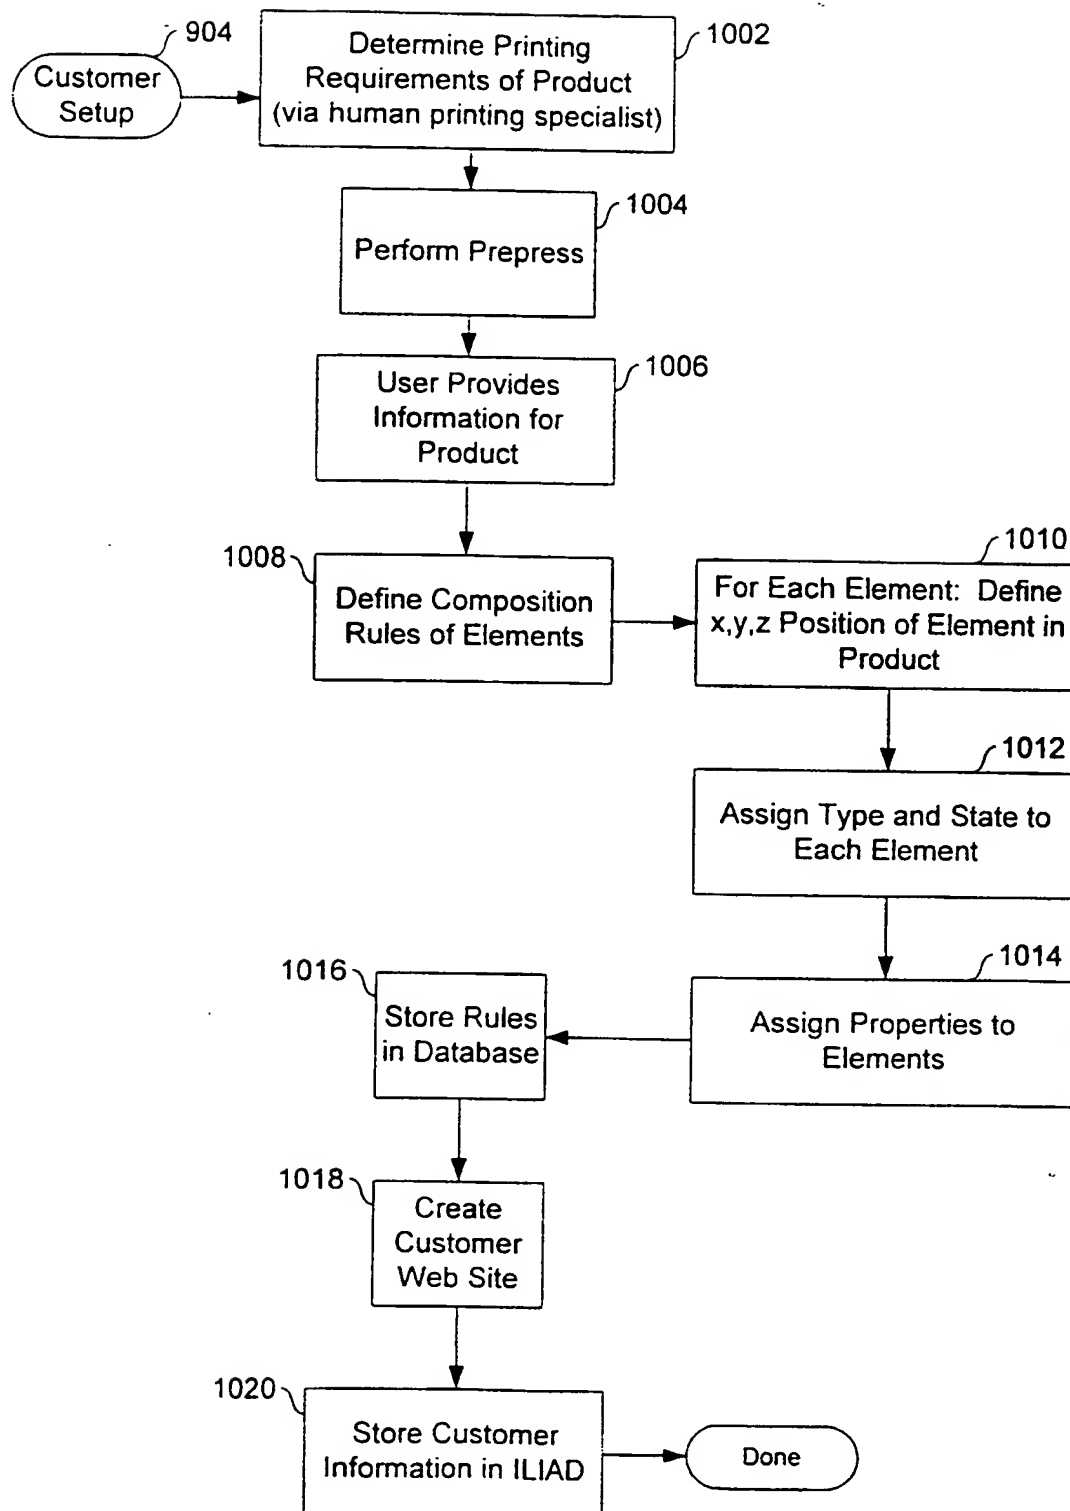 904
Customer
Setup
1002
Determine Printing
Requirements of Product
(via human printing specialist)
1004
Perform Prepress
1006
User Provides
Information for
Product
1008
Define Composition
Rules of Elements
1010
For Each Element: Define
x,y,z Position of Element in
Product
1012
Assign Type and State to
Each Element
1014
Assign Properties to
Elements
1016
Store Rules
in Database
1018
Create
Customer
Web Site
1020
Store Customer
Information in ILIAD
Done